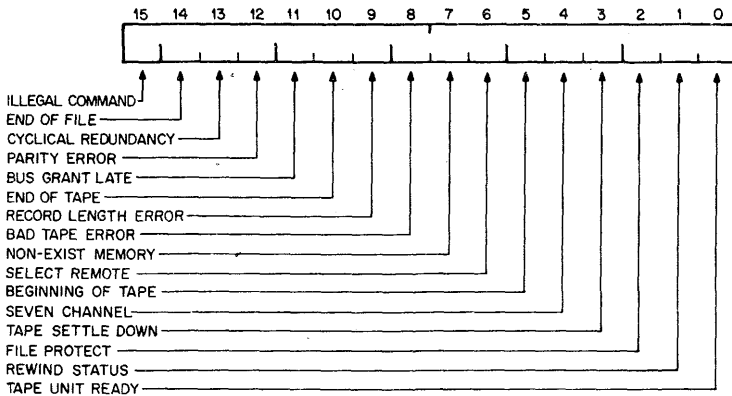 15 14 13 12 11 10 9 8 7 6 5 4 3 2 1 0
ILLEGAL COMMAND
END OF FILE
CYCLICAL REDUNDANCY
PARITY ERROR
BUS GRANT LATE
END OF TAPE
RECORD LENGTH ERROR
BAD TAPE ERROR
NON-EXIST MEMORY
SELECT REMOTE
BEGINNING OF TAPE
SEVEN CHANNEL
TAPE SETTLE DOWN
FILE PROTECT
REWIND STATUS
TAPE UNIT READY